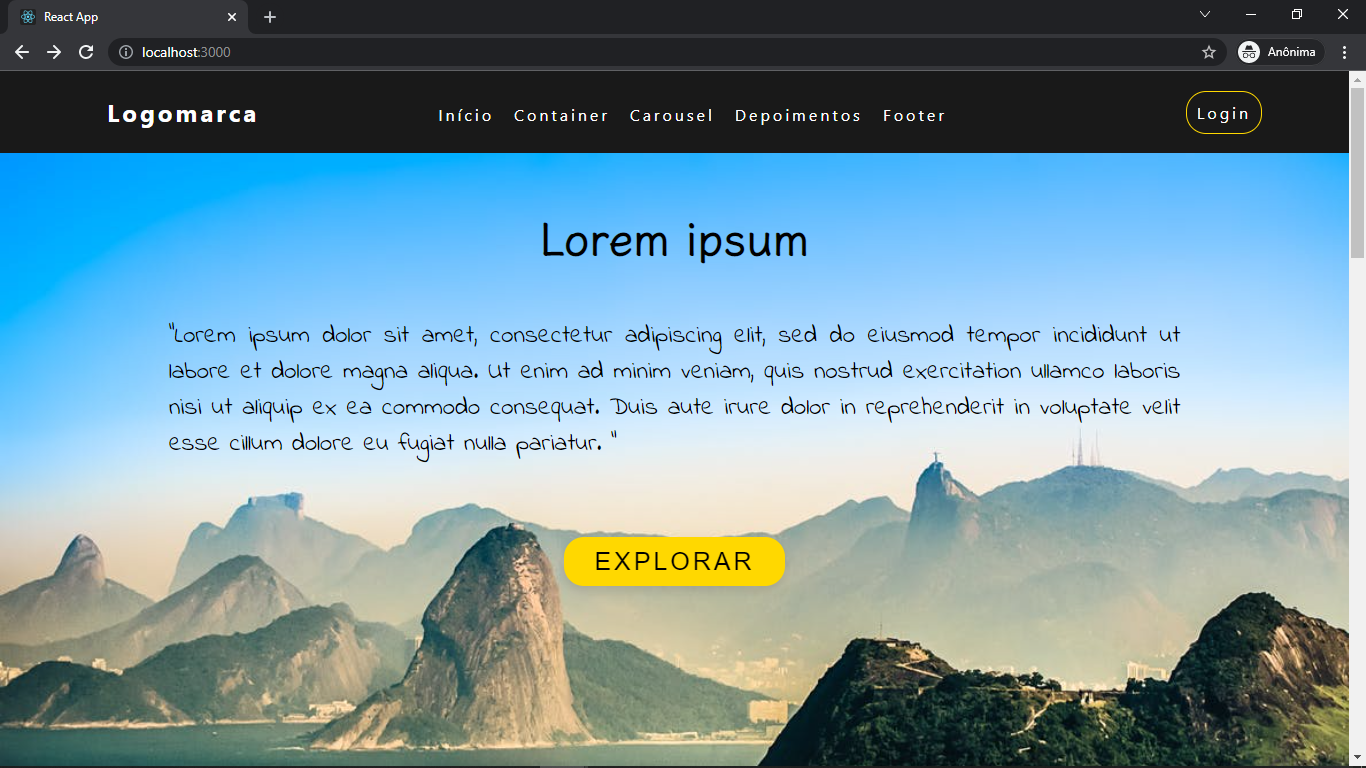 React App
localhost:3000
Anônima
Logomarca
Início Container Carousel Depoimentos Footer
Login
Lorem ipsum
"Lorem ipsum dolor sit amet, consectetur adipiscing elit, sed do eiusmod tempor incididunt ut
labore et dolore magna aliqua. Ut enim ad minim veniam, quis nostrud exercitation ullamco laboris
nisi ut aliquip ex ea commodo consequat. Duis aute irure dolor in reprehenderit in voluptate velit
esse cillum dolore eu fugiat nulla pariatur. "
EXPLORAR